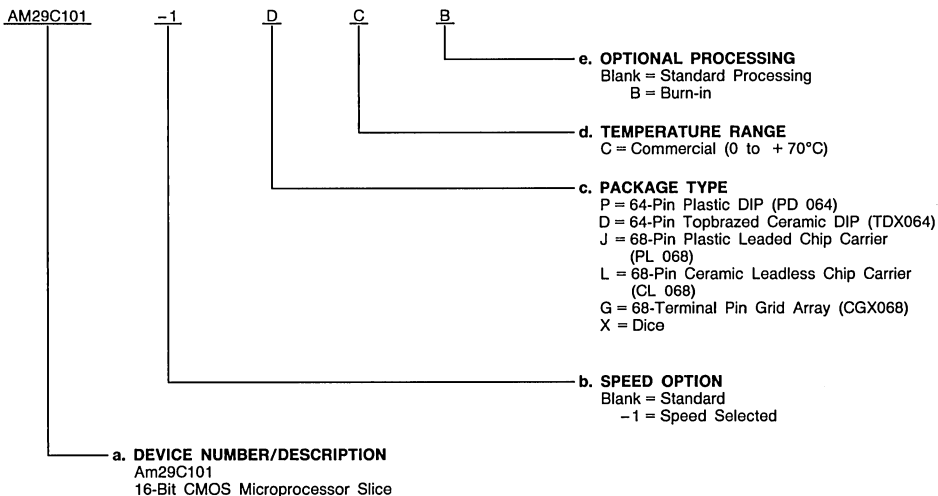 AM29C101 -1 D C B
e. OPTIONAL PROCESSING
Blank = Standard Processing
B = Burn-in
d. TEMPERATURE RANGE
C = Commercial (0 to +70°C)
c. PACKAGE TYPE
P = 64-Pin Plastic DIP (PD 064)
D = 64-Pin Topbrazed Ceramic DIP (TDX064)
J = 68-Pin Plastic Leaded Chip Carrier
(PL 068)
L = 68-Pin Ceramic Leadless Chip Carrier
(CL 068)
G = 68-Terminal Pin Grid Array (CGX068)
X = Dice
b. SPEED OPTION
Blank = Standard
-1 = Speed Selected
a. DEVICE NUMBER/DESCRIPTION
Am29C101
16-Bit CMOS Microprocessor Slice